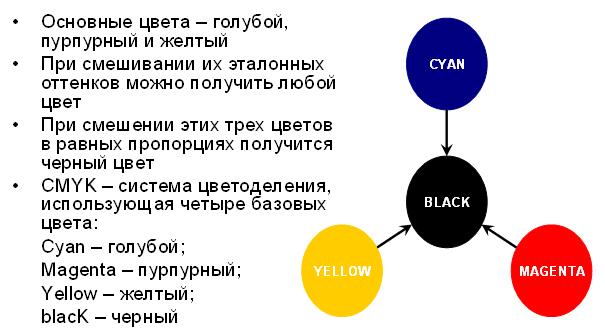 • Основные цвета – голубой,
пурпурный и желтый
• При смешивании их эталонных
оттенков можно получить любой
цвет
• При смешении этих трех цветов
в равных пропорциях получится
черный цвет
• CMYK – система цветоделения,
использующая четыре базовых
цвета:
Cyan – голубой;
Magenta – пурпурный;
Yellow – желтый;
blacK – черный
CYAN
BLACK
YELLOW
MAGENTA